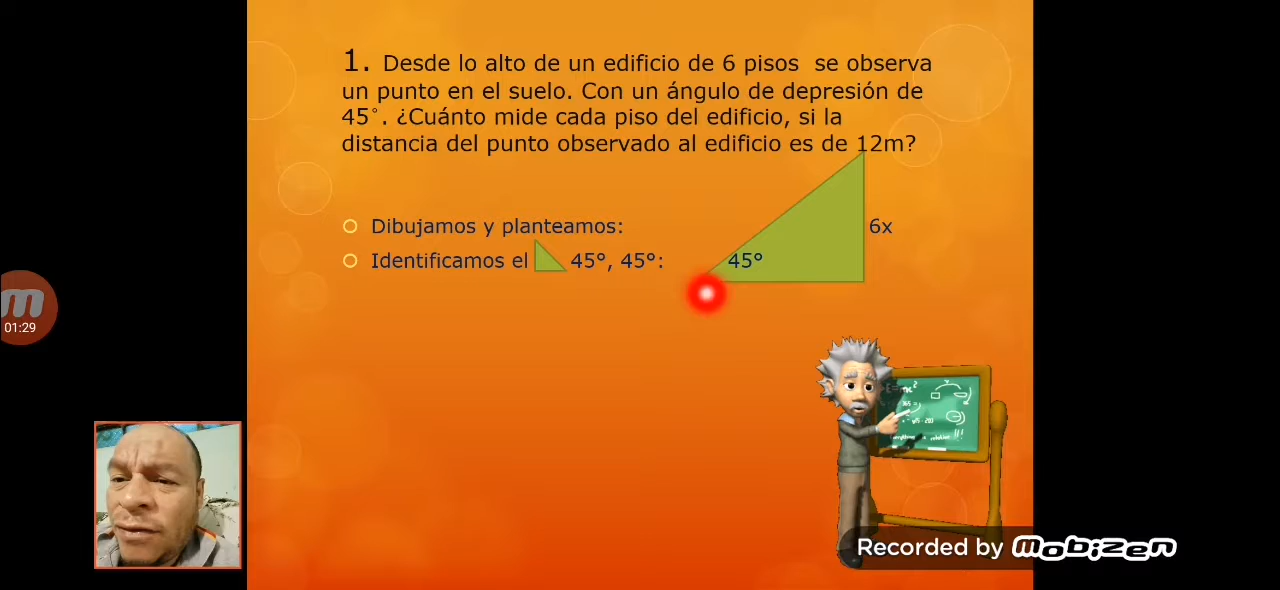 1. Desde lo alto de un edificio de 6 pisos se observa
un punto en el suelo. Con un ángulo de depresión de
45°. ¿Cuánto mide cada piso del edificio, si la
distancia del punto observado al edificio es de 12m?
Dibujamos y planteamos:
6x
Identificamos el 45°, 45°:
45°
01:29
Recorded by mobizen